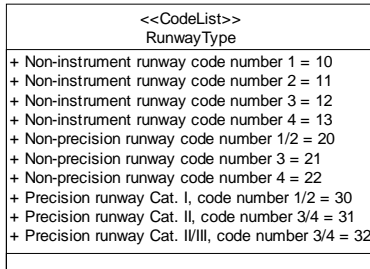 <<CodeList>>
RunwayType
+ Non-instrument runway code number 1 = 10
+ Non-instrument runway code number 2 = 11
+ Non-instrument runway code number 3 = 12
+ Non-instrument runway code number 4 = 13
+ Non-precision runway code number 1/2 = 20
+ Non-precision runway code number 3 = 21
+ Non-precision runway code number 4 = 22
+ Precision runway Cat. I, code number 1/2 = 30
+ Precision runway Cat. II, code number 3/4 = 31
+ Precision runway Cat. II/III, code number 3/4 = 32